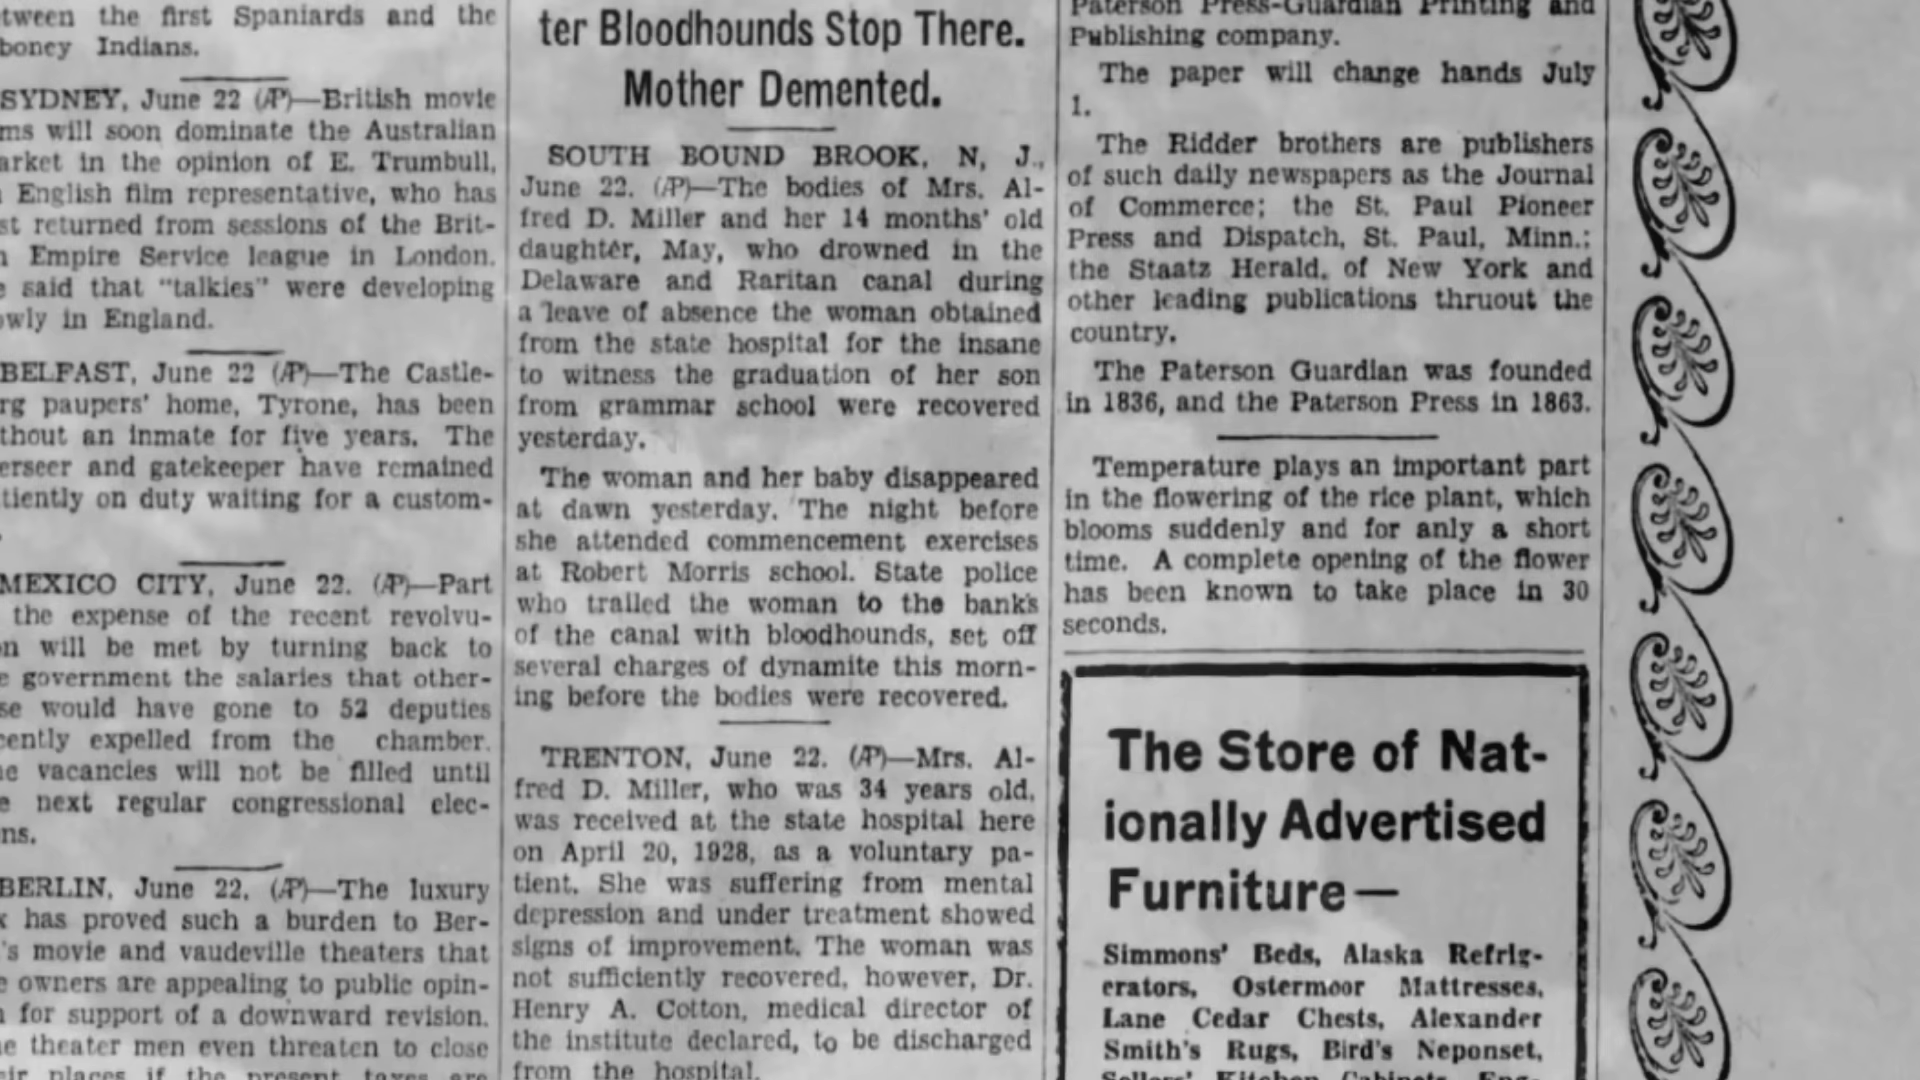 tween the first Spaniards and the
boney Indians.
SYDNEY, June 22 (AP)—British movie
ms will soon dominate the Australian
arket in the opinion of E. Trumbull,
English film representative, who has
st returned from sessions of the Brit-
Empire Service league in London.
said that "talkies" were developing
owly in England.
BELFAST, June 22 (AP)—The Castle-
rg paupers' home, Tyrone, has been
thout an inmate for five years. The
erseer and gatekeeper have remained
tiently on duty waiting for a custom-
MEXICO CITY, June 22. (AP)—Part
the expense of the recent revolvu-
n will be met by turning back to
e government the salaries that other-
se would have gone to 52 deputies
cently expelled from the chamber.
e vacancies will not be filled until
e next regular congressional elec-
ns.
BERLIN, June 22. (AP)—The luxury
x has proved such a burden to Ber-
's movie and vaudeville theaters that
e owners are appealing to public opin-
n for support of a downward revision.
e theater men even threaten to close
eir places if the present taxes are
ter Bloodhounds Stop There.
Mother Demented.
SOUTH BOUND BROOK, N, J.,
June 22. (AP)—The bodies of Mrs. Al-
fred D. Miller and her 14 months' old
daughter, May, who drowned in the
Delaware and Raritan canal during
a leave of absence the woman obtained
from the state hospital for the insane
to witness the graduation of her son
from grammar school were recovered
yesterday.
The woman and her baby disappeared
at dawn yesterday. The night before
she attended commencement exercises
at Robert Morris school. State police
who trailed the woman to the banks
of the canal with bloodhounds, set off
several charges of dynamite this morn-
ing before the bodies were recovered.
TRENTON, June 22. (AP)—Mrs. Al-
fred D. Miller, who was 34 years old,
was received at the state hospital here
on April 20, 1928, as a voluntary pa-
tient. She was suffering from mental
depression and under treatment showed
signs of improvement. The woman was
not sufficiently recovered, however, Dr.
Henry A. Cotton, medical director of
the institute declared, to be discharged
from the hospital.
Paterson Press-Guardian Printing and
Publishing company.
The paper will change hands July
1.
The Ridder brothers are publishers
of such daily newspapers as the Journal
of Commerce; the St. Paul Pioneer
Press and Dispatch, St. Paul, Minn.;
the Staatz Herald, of New York and
other leading publications thruout the
country.
The Paterson Guardian was founded
in 1836, and the Paterson Press in 1863.
Temperature plays an important part
in the flowering of the rice plant, which
blooms suddenly and for anly a short
time. A complete opening of the flower
has been known to take place in 30
seconds.
The Store of Nat-
ionally Advertised
Furniture—
Simmons' Beds, Alaska Refrig-
erators, Ostermoor Mattresses,
Lane Cedar Chests, Alexander
Smith's Rugs, Bird's Neponset,
Sellers' Kitchen Cabinets, Eng-